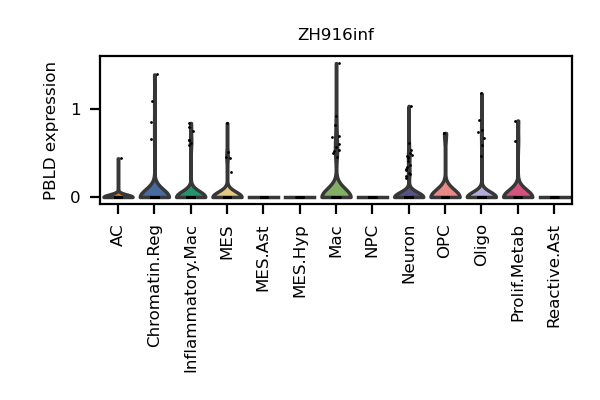 ZH916inf
PBLD expression
1
0
AC
Chromatin.Reg
Inflammatory.Mac
MES
MES.Ast
MES.Hyp
Mac
NPC
Neuron
OPC
Oligo
Prolif.Metab
Reactive.Ast